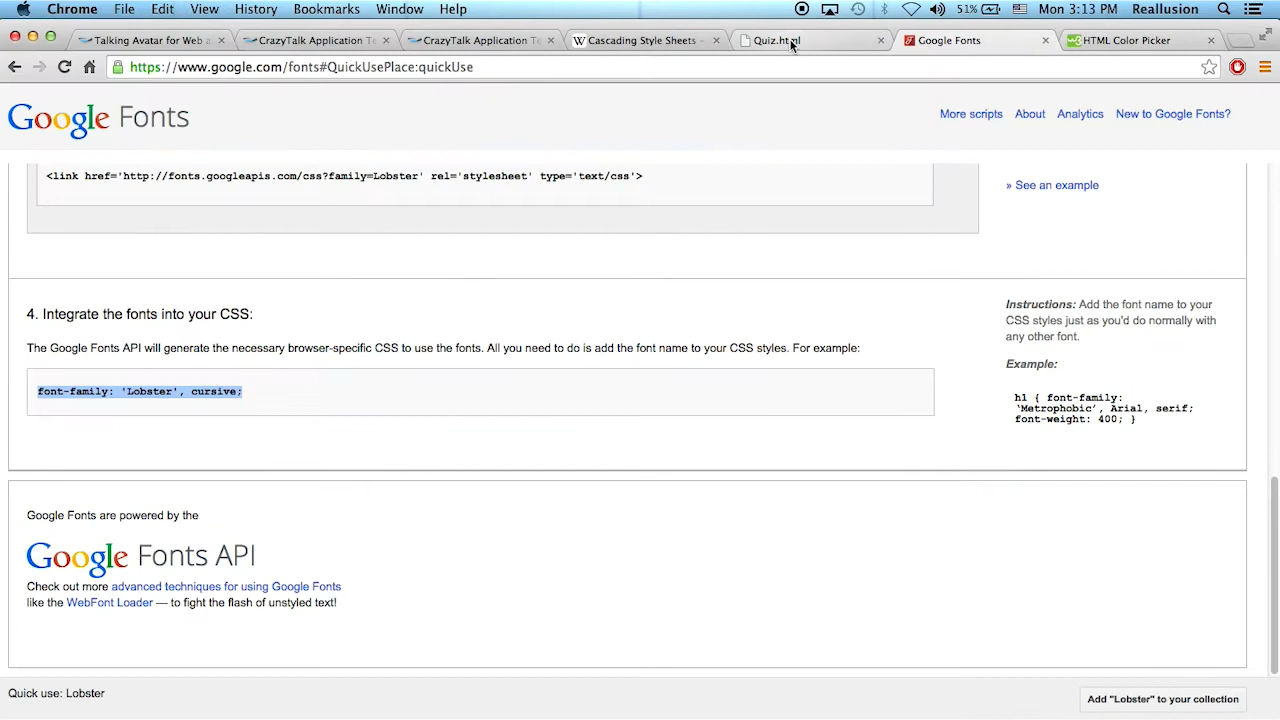 Chrome File Edit View History Bookmarks Window Help 51% Mon 3:13 PM Reallusion
Talking Avatar for Web a × CrazyTalk Application Te × CrazyTalk Application Te × W Cascading Style Sheets - × Quiz.html × Google Fonts × HTML Color Picker ×
https://www.google.com/fonts#QuickUsePlace:quickUse
Google Fonts
More scripts About Analytics New to Google Fonts?
<link href='http://fonts.googleapis.com/css?family=Lobster' rel='stylesheet' type='text/css'>
» See an example
4. Integrate the fonts into your CSS:
The Google Fonts API will generate the necessary browser-specific CSS to use the fonts. All you need to do is add the font name to your CSS styles. For example:
font-family: 'Lobster', cursive;
Instructions: Add the font name to your
CSS styles just as you'd do normally with
any other font.
Example:
h1 { font-family:
‘Metrophobic’, Arial, serif;
font-weight: 400; }
Google Fonts are powered by the
Google Fonts API
Check out more advanced techniques for using Google Fonts
like the WebFont Loader — to fight the flash of unstyled text!
Quick use: Lobster
Add "Lobster" to your collection